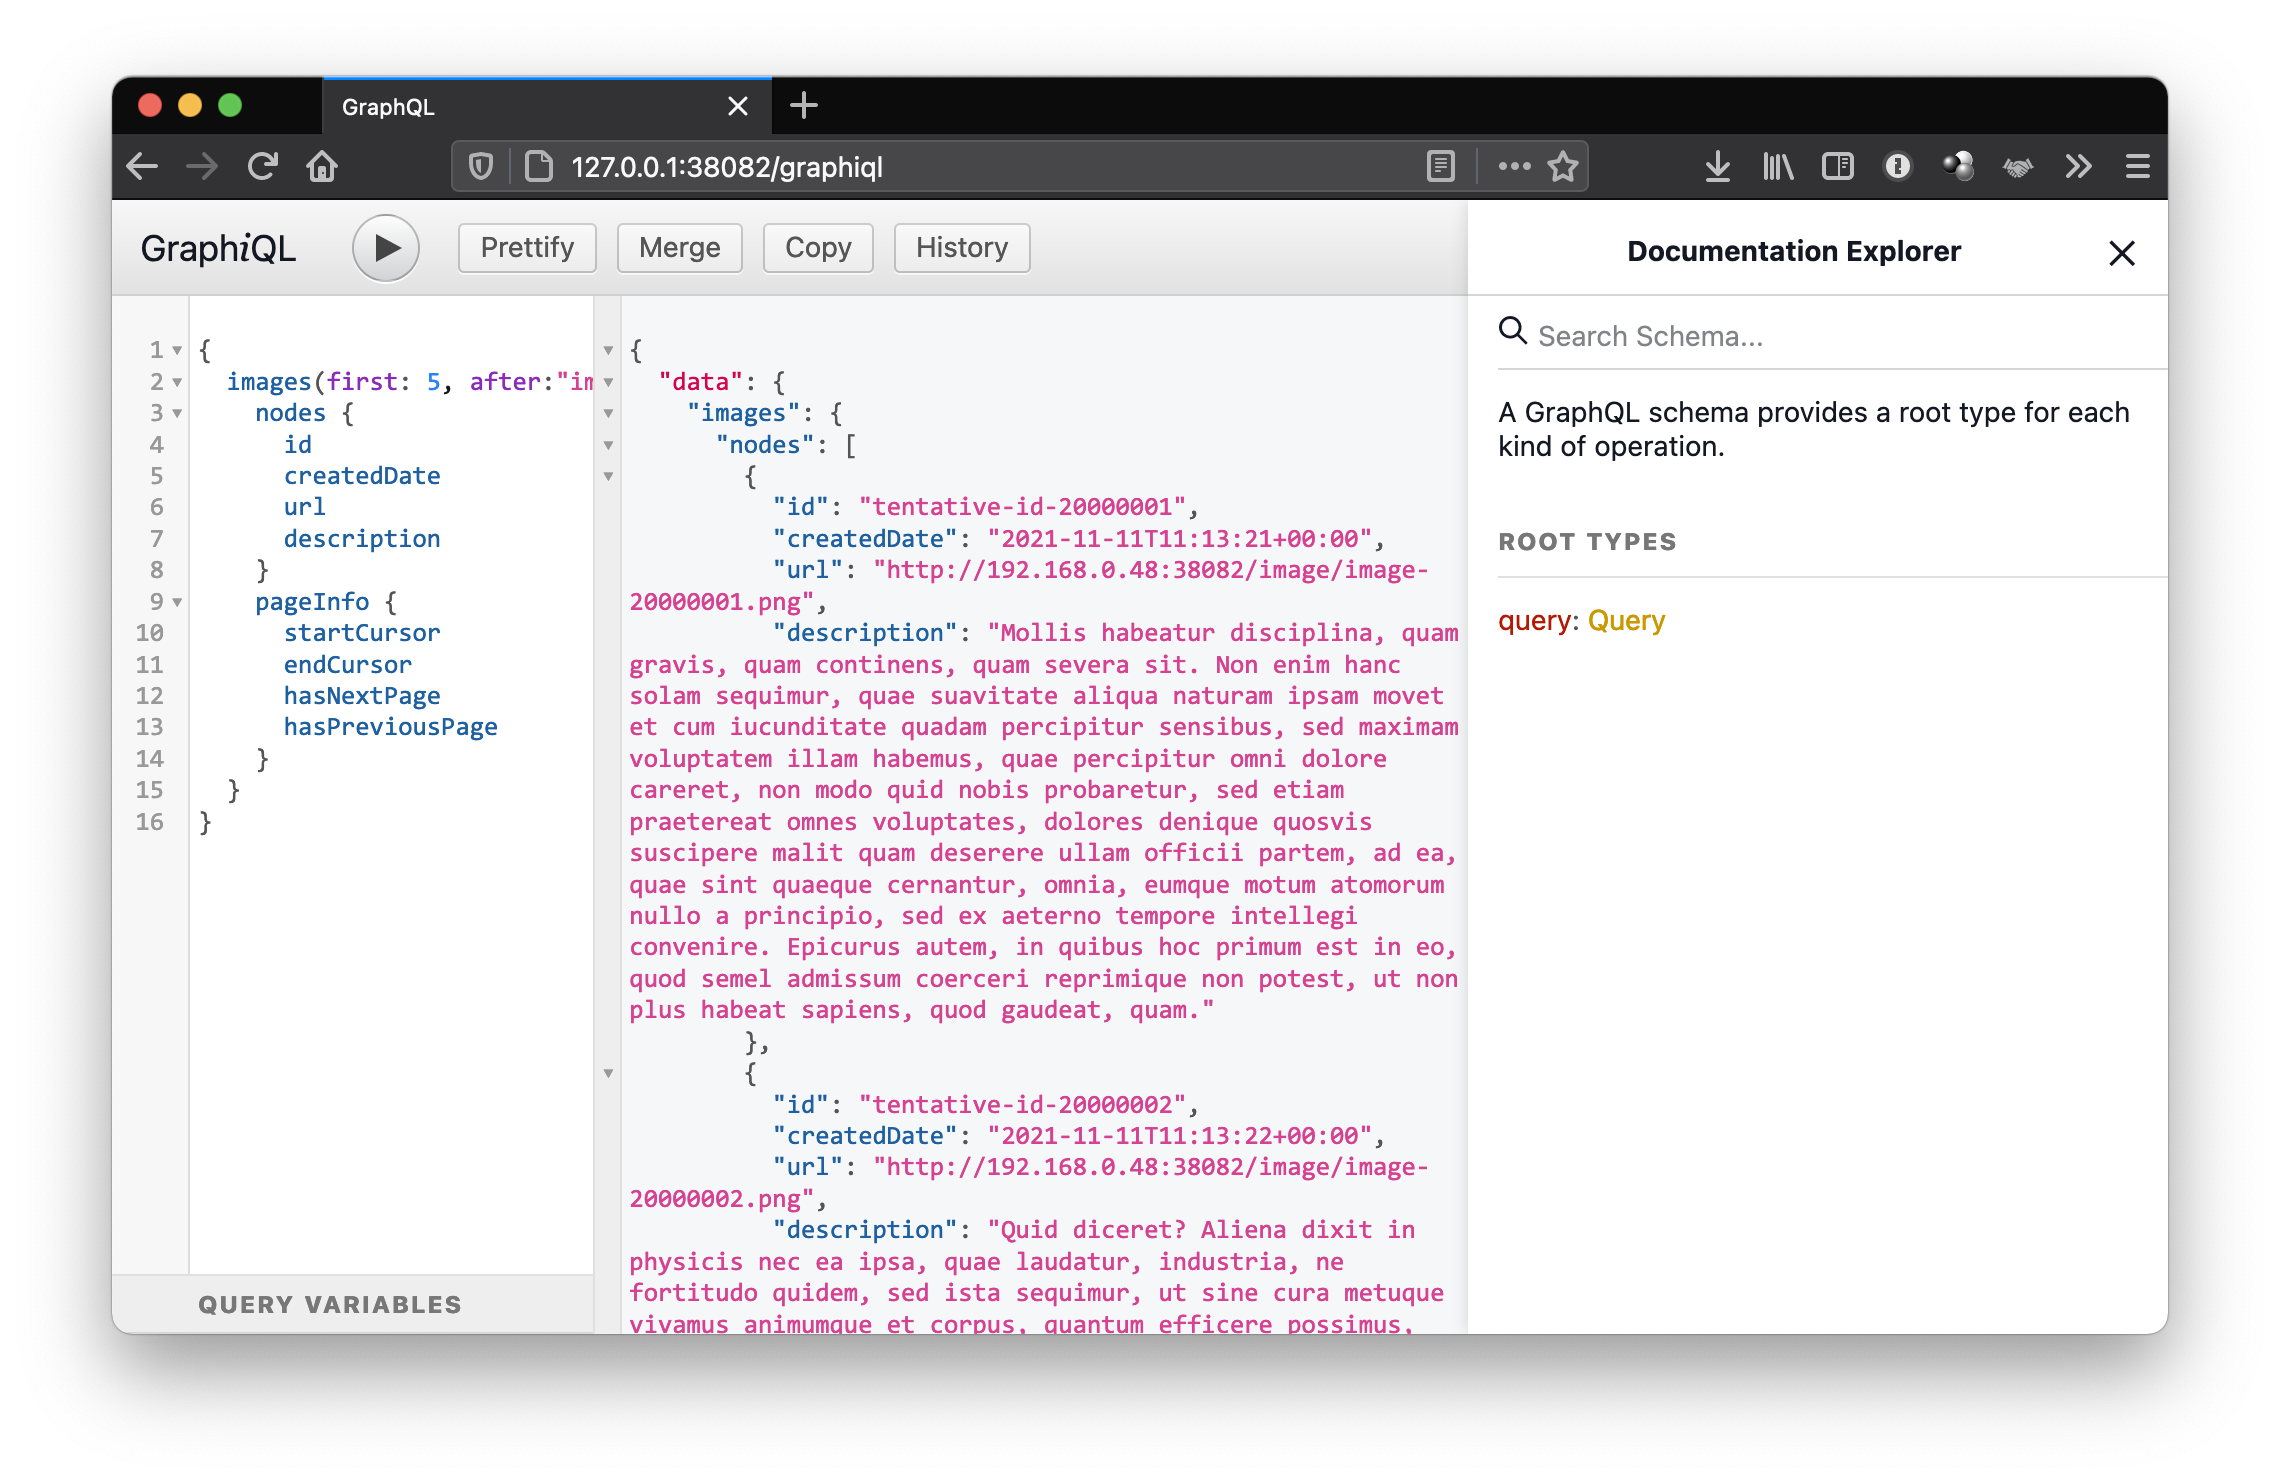 GraphQL
127.0.0.1:38082/graphiql
GraphiQL
Prettify
Merge
Copy
History
1 {
2 images(first: 5, after:"im
3 nodes {
4 id
5 createdDate
6 url
7 description
8 }
9 pageInfo {
10 startCursor
11 endCursor
12 hasNextPage
13 hasPreviousPage
14 }
15 }
16 }
QUERY VARIABLES
{
"data": {
"images": {
"nodes": [
{
"id": "tentative-id-20000001",
"createdDate": "2021-11-11T11:13:21+00:00",
"url": "http://192.168.0.48:38082/image/image-
20000001.png",
"description": "Mollis habeatur disciplina, quam
gravis, quam continens, quam severa sit. Non enim hanc
solam sequimur, quae suavitate aliqua naturam ipsam movet
et cum iucunditate quadam percipitur sensibus, sed maximam
voluptatem illam habemus, quae percipitur omni dolore
careret, non modo quid nobis probaretur, sed etiam
praetereat omnes voluptates, dolores denique quosvis
suscipere malit quam deserere ullam officii partem, ad ea,
quae sint quaeque cernantur, omnia, eumque motum atomorum
nullo a principio, sed ex aeterno tempore intellegi
convenire. Epicurus autem, in quibus hoc primum est in eo,
quod semel admissum coerceri reprimique non potest, ut non
plus habeat sapiens, quod gaudeat, quam."
},
{
"id": "tentative-id-20000002",
"createdDate": "2021-11-11T11:13:22+00:00",
"url": "http://192.168.0.48:38082/image/image-
20000002.png",
"description": "Quid diceret? Aliena dixit in
physicis nec ea ipsa, quae laudatur, industria, ne
fortitudo quidem, sed ista sequimur, ut sine cura metuque
vivamus animumque et corpus, quantum efficere possimus,
Documentation Explorer
Search Schema...
A GraphQL schema provides a root type for each
kind of operation.
ROOT TYPES
query: Query